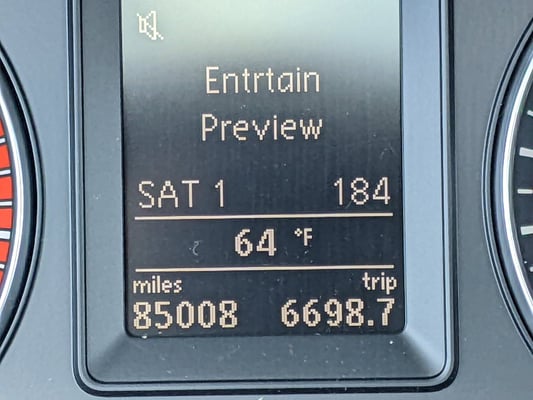 Entrtain
Preview
SAT 1 184
64 °F
miles trip
85008 6698.7